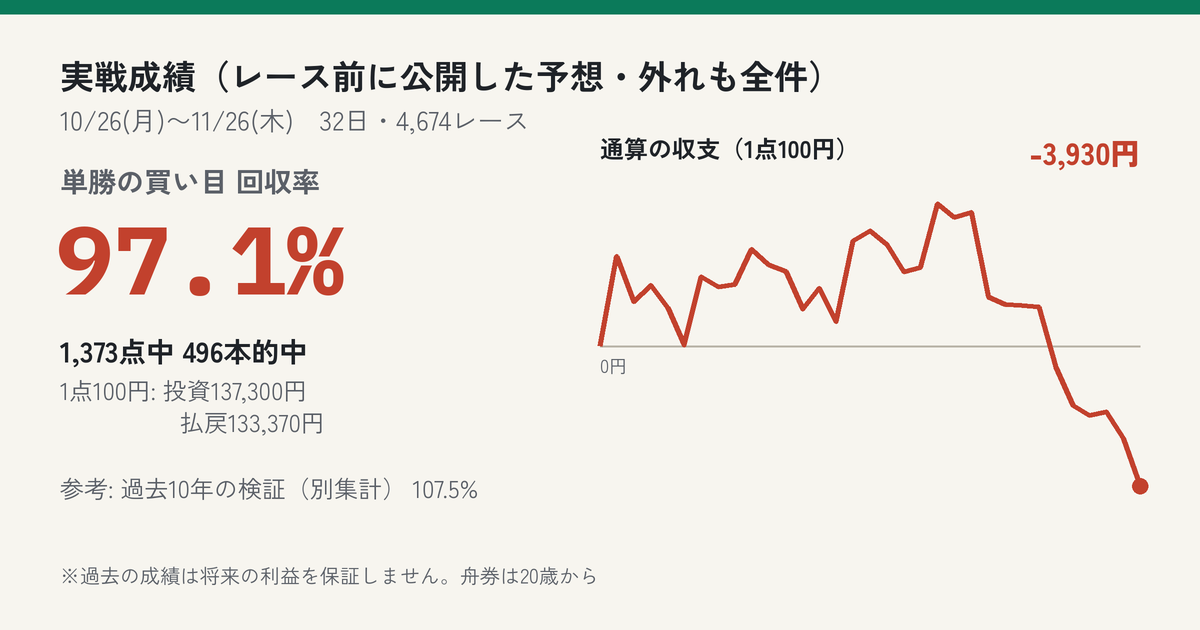 実戦成績（レース前に公開した予想・外れも全件）
10/26(月)〜11/26(木)　32日・4,674レース
単勝の買い目 回収率
97.1%
1,373点中 496本的中
1点100円: 投資137,300円
払戻133,370円
参考: 過去10年の検証（別集計） 107.5%
通算の収支（1点100円）
-3,930円
0円
※過去の成績は将来の利益を保証しません。舟券は20歳から